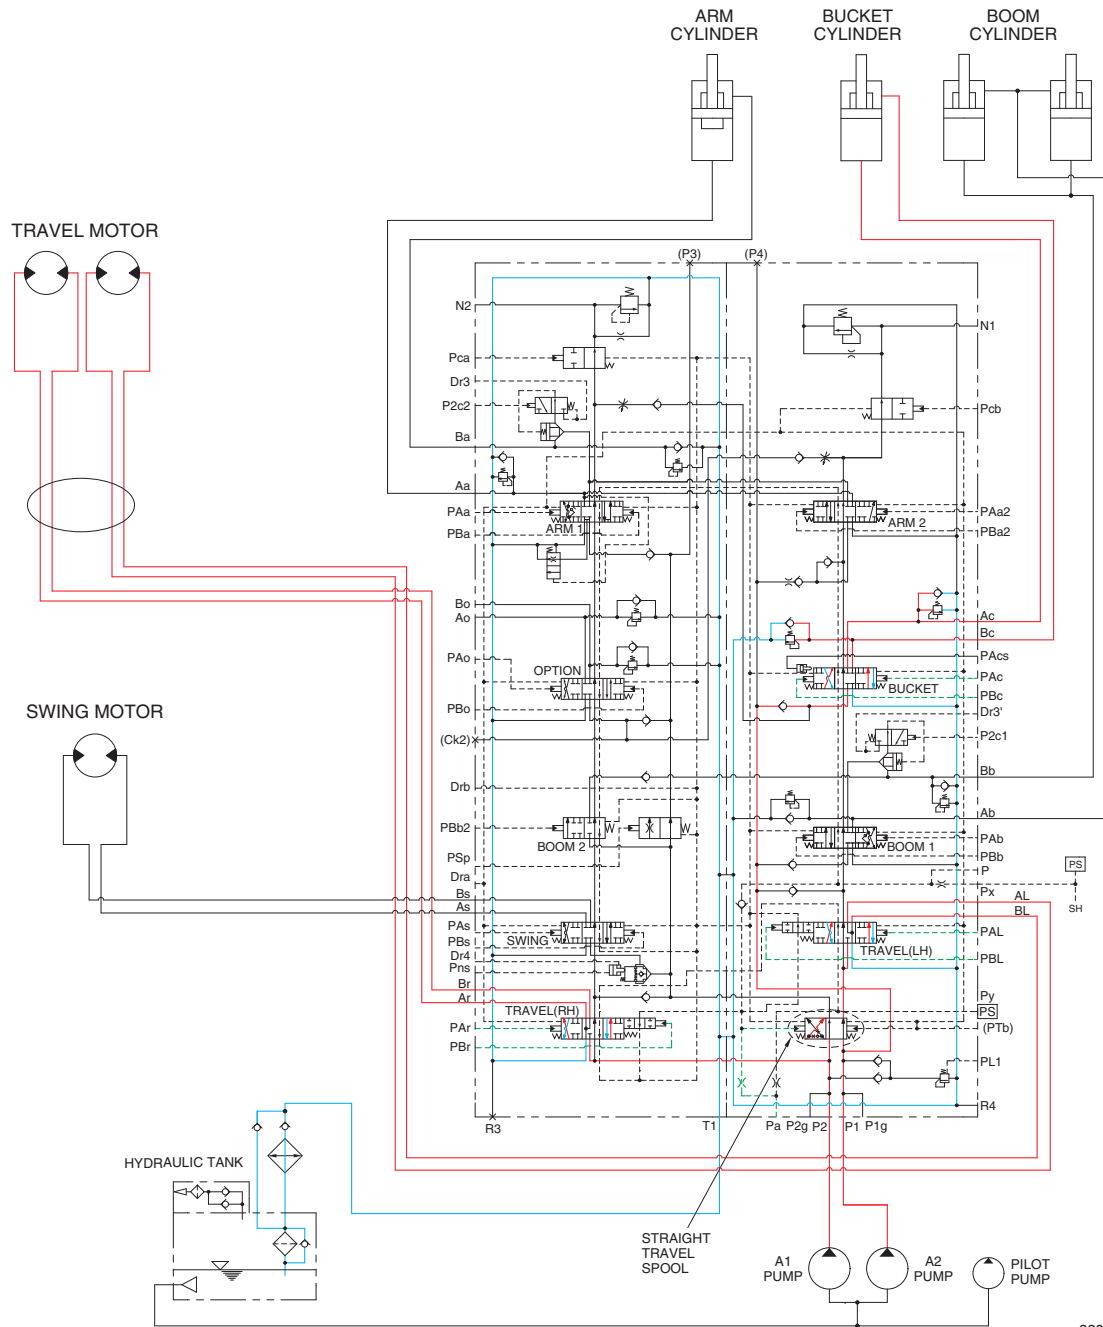 ARM
CYLINDER
BUCKET
CYLINDER
BOOM
CYLINDER
TRAVEL MOTOR
(P3)
(P4)
N2
N1
Pca
Dr3
P2c2
Pcb
Ba
Aa
PAa
ARM 1
PBa
ARM 2
PAa2
PBa2
Bo
Ao
Ac
Bc
PAo
OPTION
PBo
PAcs
PAc
BUCKET
PBc
Dr3'
SWING MOTOR
(Ck2)
P2c1
Drb
Bb
Ab
PBb2
BOOM 2
BOOM 1
PAb
PBb
PSp
Dra
P
PS
Px
SH
Bs
As
AL
BL
PAs
SWING
PBs
PAL
TRAVEL(LH)
PBL
Dr4
Pns
Br
Ar
Py
PS
TRAVEL(RH)
PAr
PBr
(PTb)
PL1
R3
T1
Pa
P2g
P2
P1
P1g
R4
HYDRAULIC TANK
STRAIGHT
TRAVEL
SPOOL
A1
PUMP
A2
PUMP
PILOT
PUMP